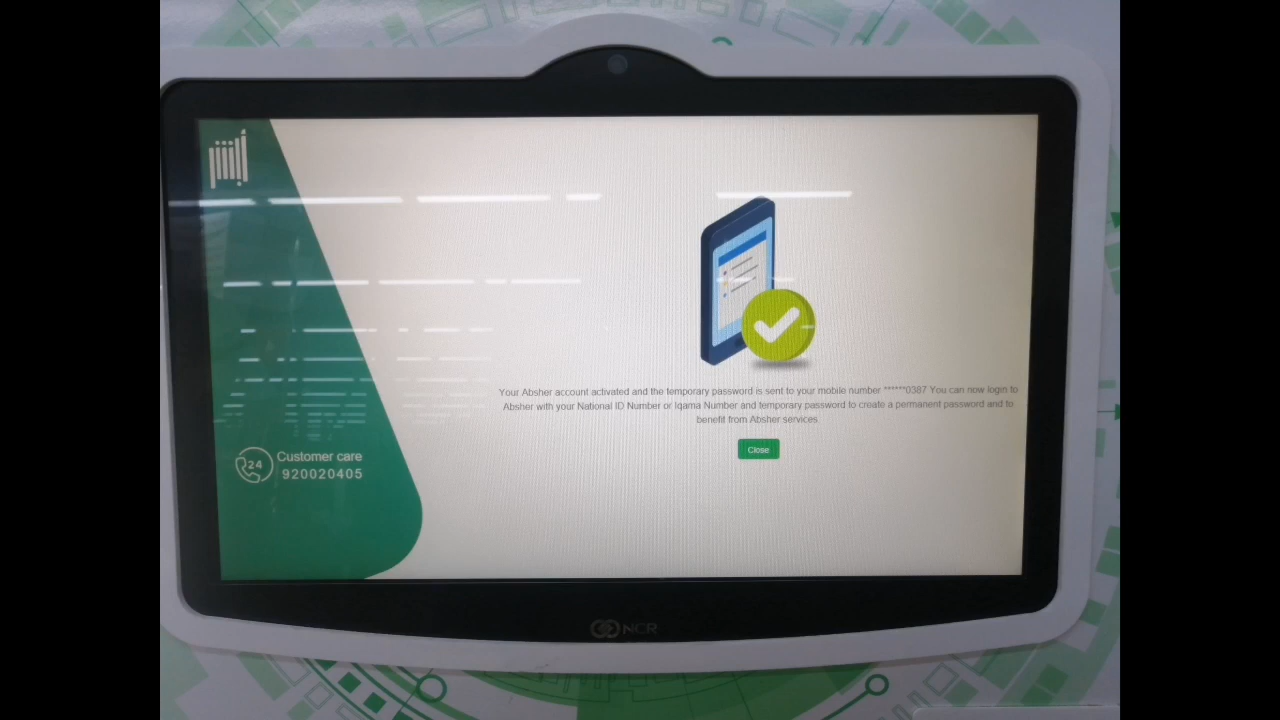 أبشر
Your Absher account activated and the temporary password is sent to your mobile number ******0387 You can now login to
Absher with your National ID Number or Iqama Number and temporary password to create a permanent password and to
benefit from Absher services.
Close
24
Customer care
920020405
NCR